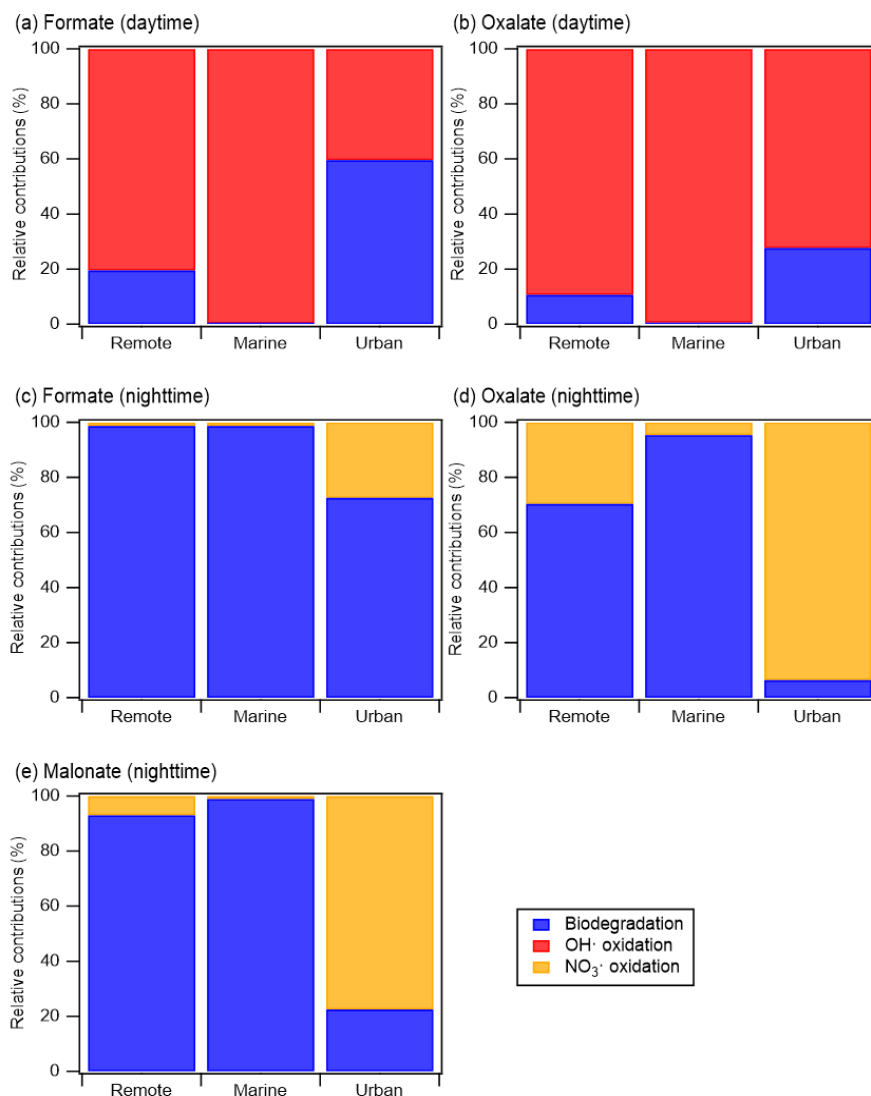 (a) Formate (daytime)
Relative contributions (%)
100
80
60
40
20
0
Remote
Marine
Urban
(b) Oxalate (daytime)
Relative contributions (%)
100
80
60
40
20
0
Remote
Marine
Urban
(c) Formate (nighttime)
Relative contributions (%)
100
80
60
40
20
0
Remote
Marine
Urban
(d) Oxalate (nighttime)
Relative contributions (%)
100
80
60
40
20
0
Remote
Marine
Urban
(e) Malonate (nighttime)
Relative contributions (%)
100
80
60
40
20
0
Remote
Marine
Urban
Biodegradation
OH· oxidation
NO₃· oxidation